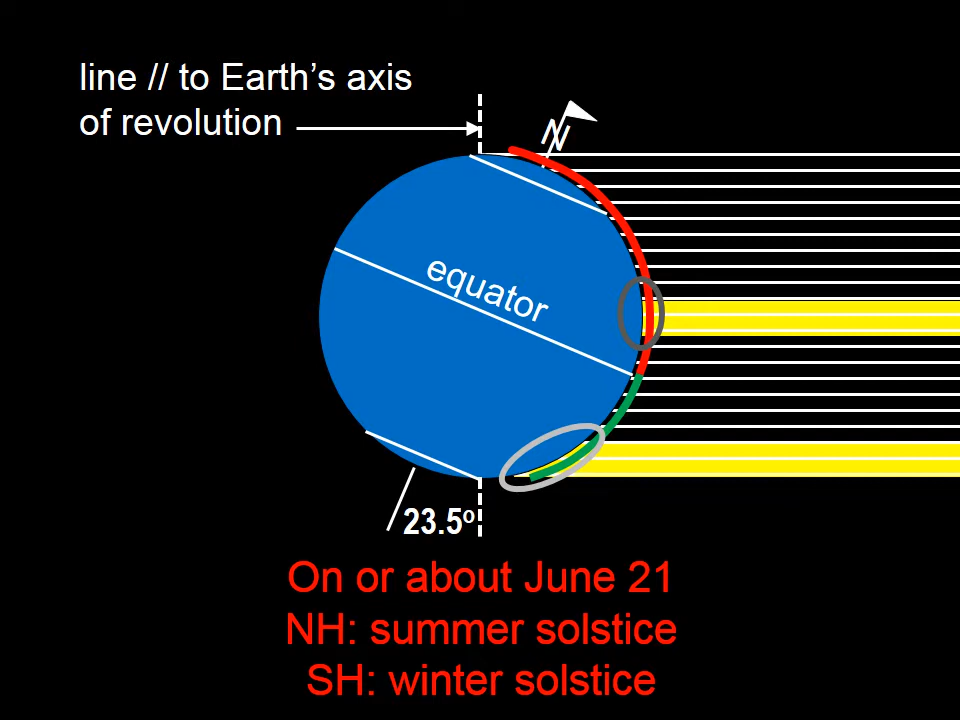 line // to Earth's axis
of revolution
N
equator
23.5º
On or about June 21
NH: summer solstice
SH: winter solstice